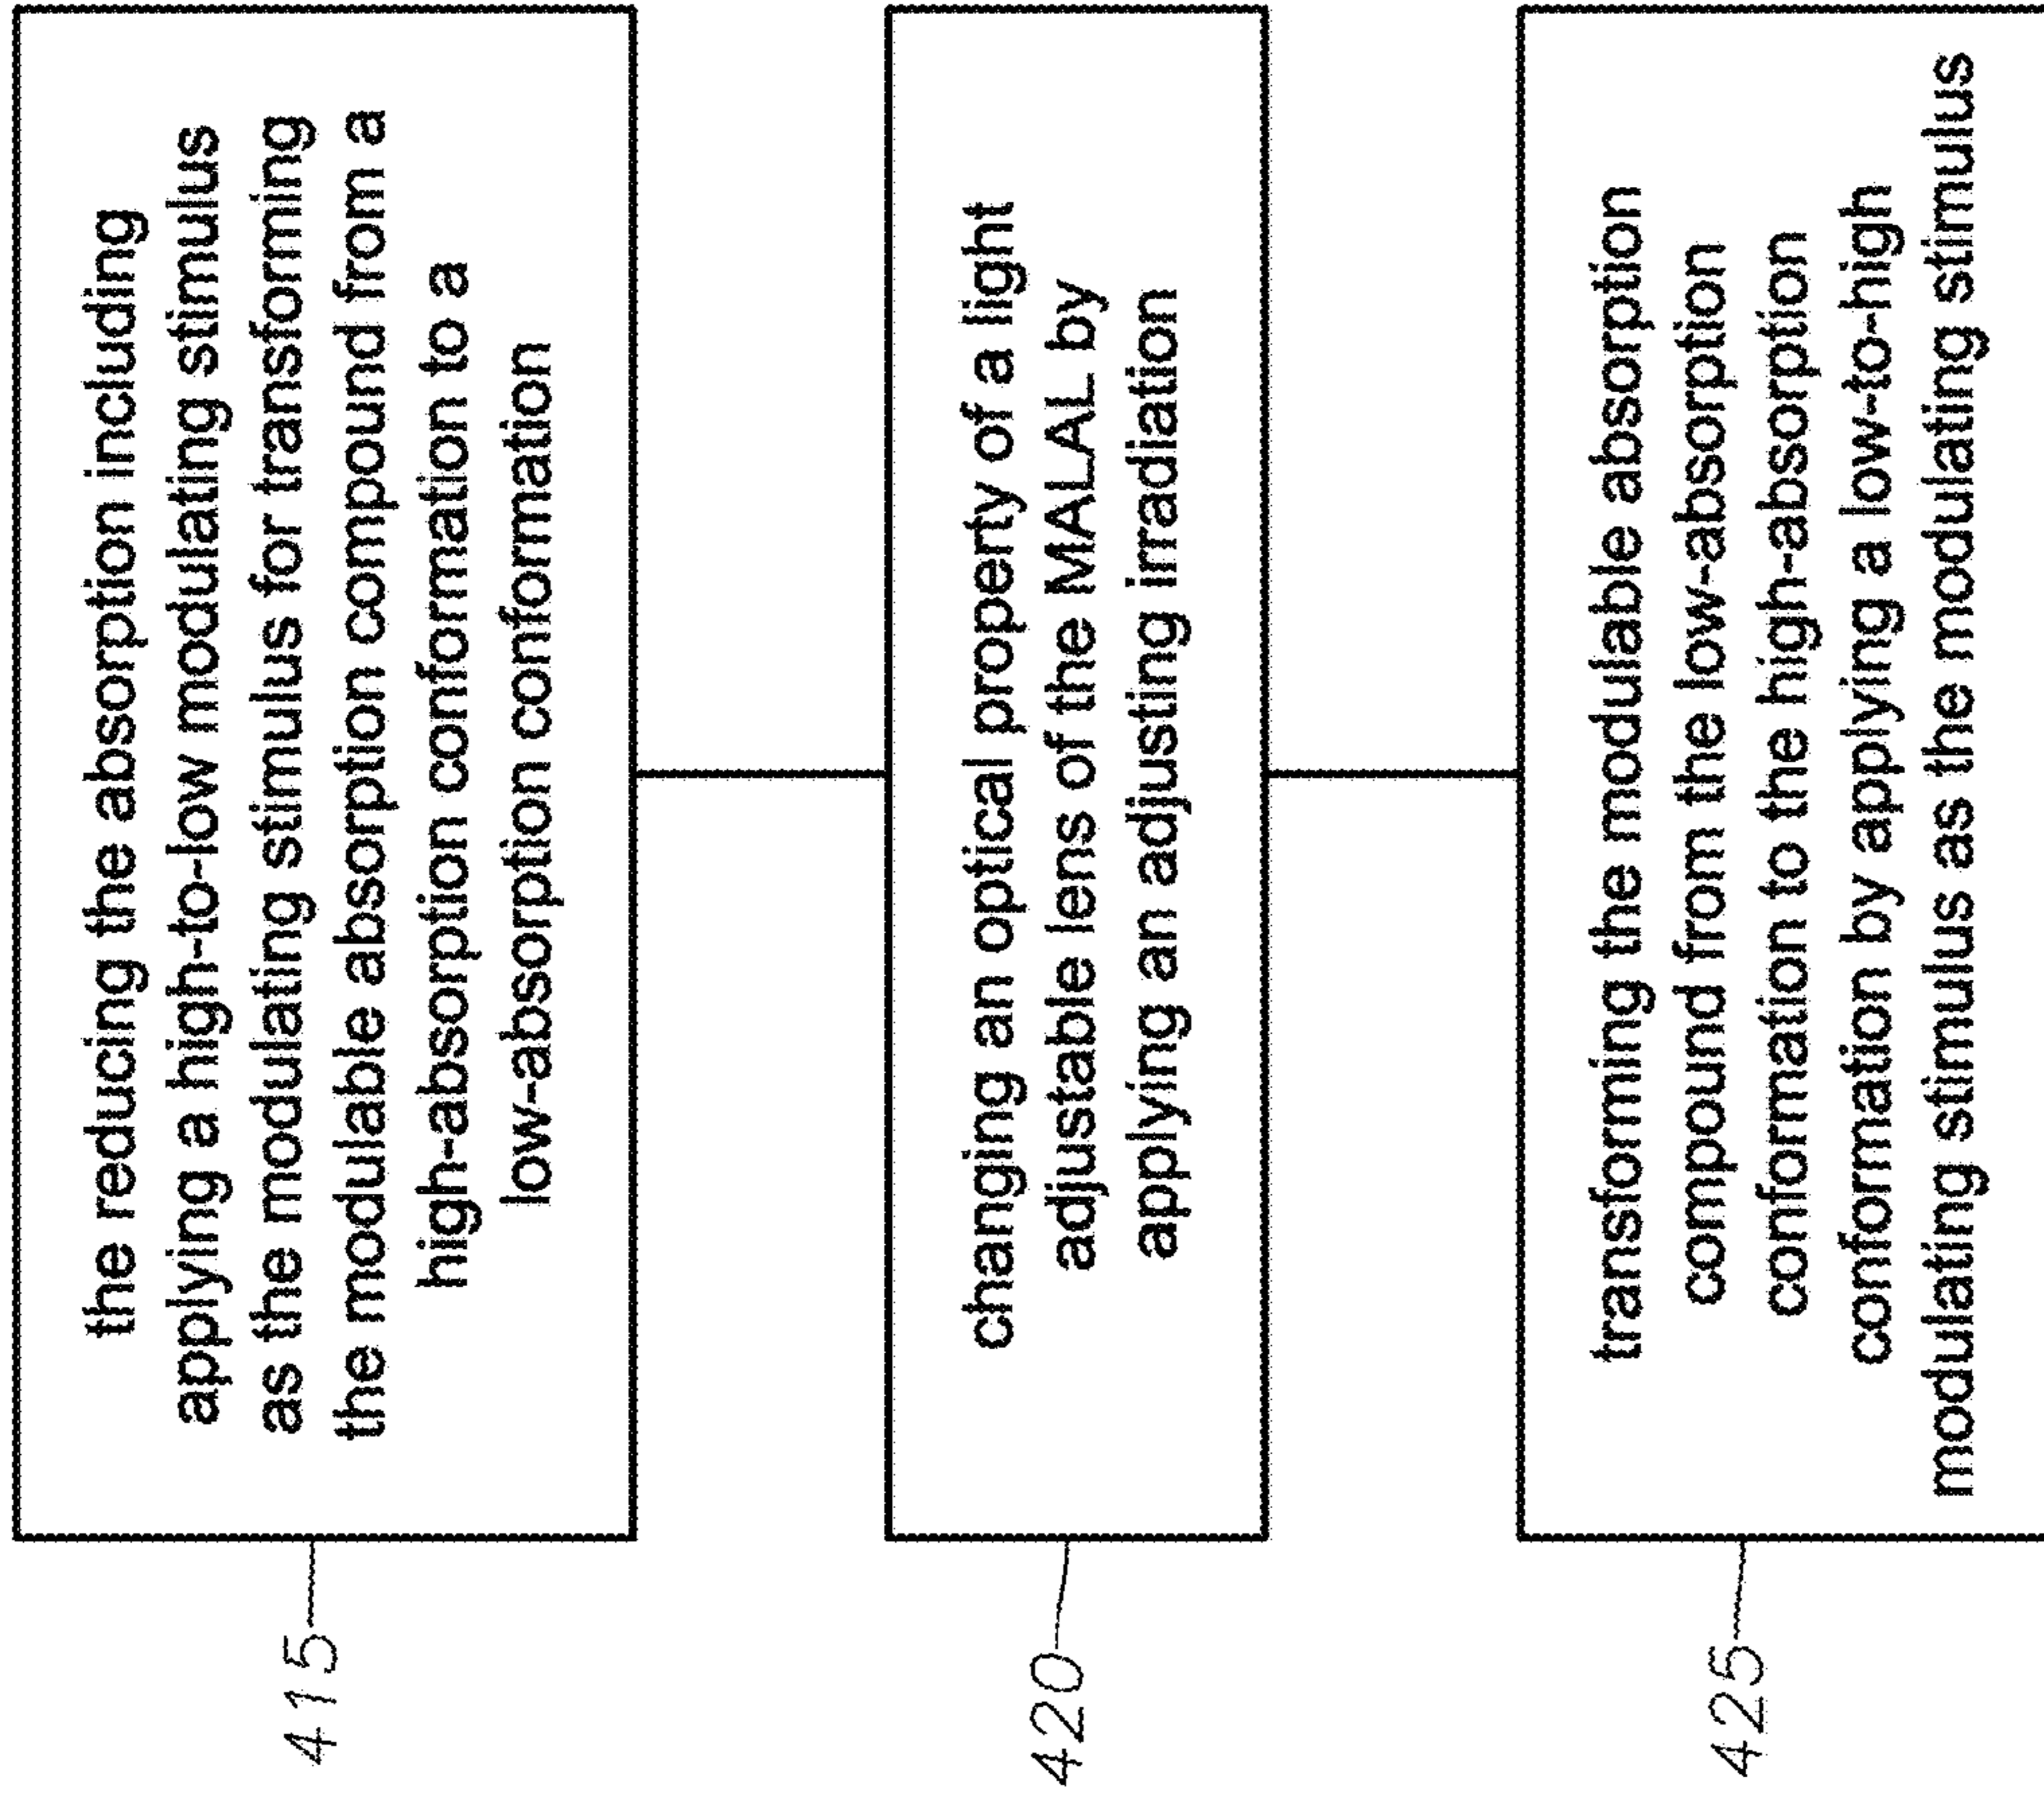 415
the reducing the absorption including
applying a high-to-low modulating stimulus
as the modulating stimulus for transforming
the modulable absorption compound from a
high-absorption conformation to a
low-absorption conformation
420
changing an optical property of a light
adjustable lens of the MALAL by
applying an adjusting irradiation
425
transforming the modulable absorption
compound from the low-absorption
conformation to the high-absorption
conformation by applying a low-to-high
modulating stimulus as the modulating stimulus